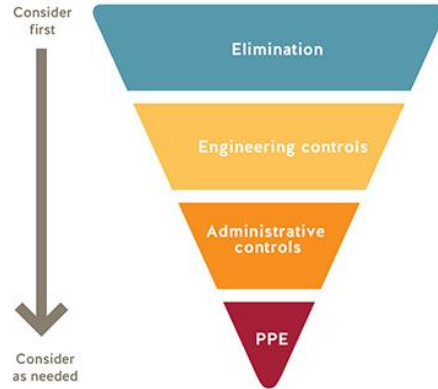 Consider
first
Elimination
Engineering controls
Administrative
controls
PPE
Consider
as needed